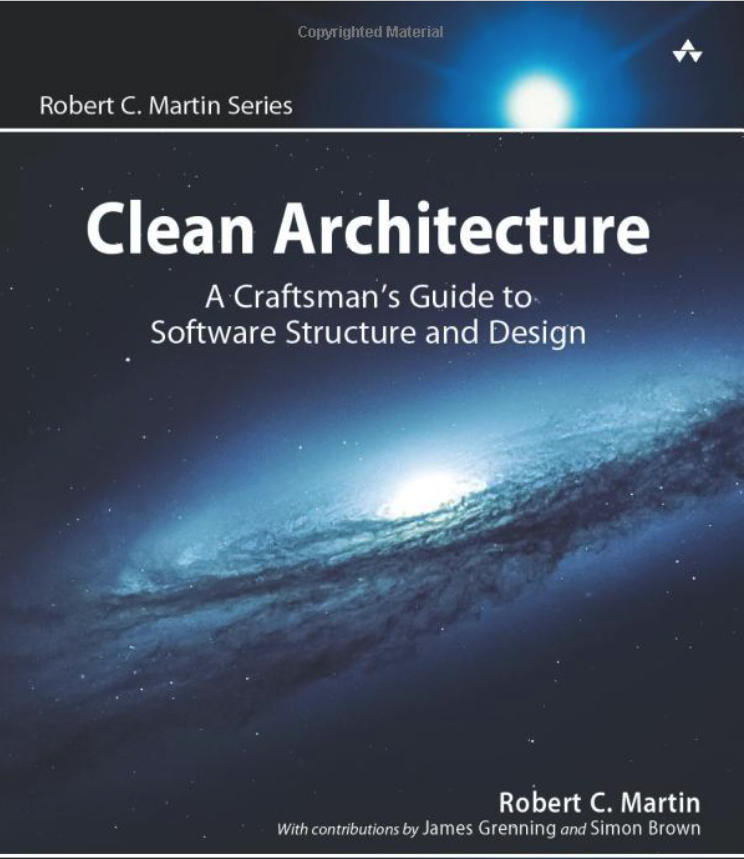 Copyrighted Material
Robert C. Martin Series
Clean Architecture
A Craftsman's Guide to
Software Structure and Design
Robert C. Martin
With contributions by James Grenning and Simon Brown